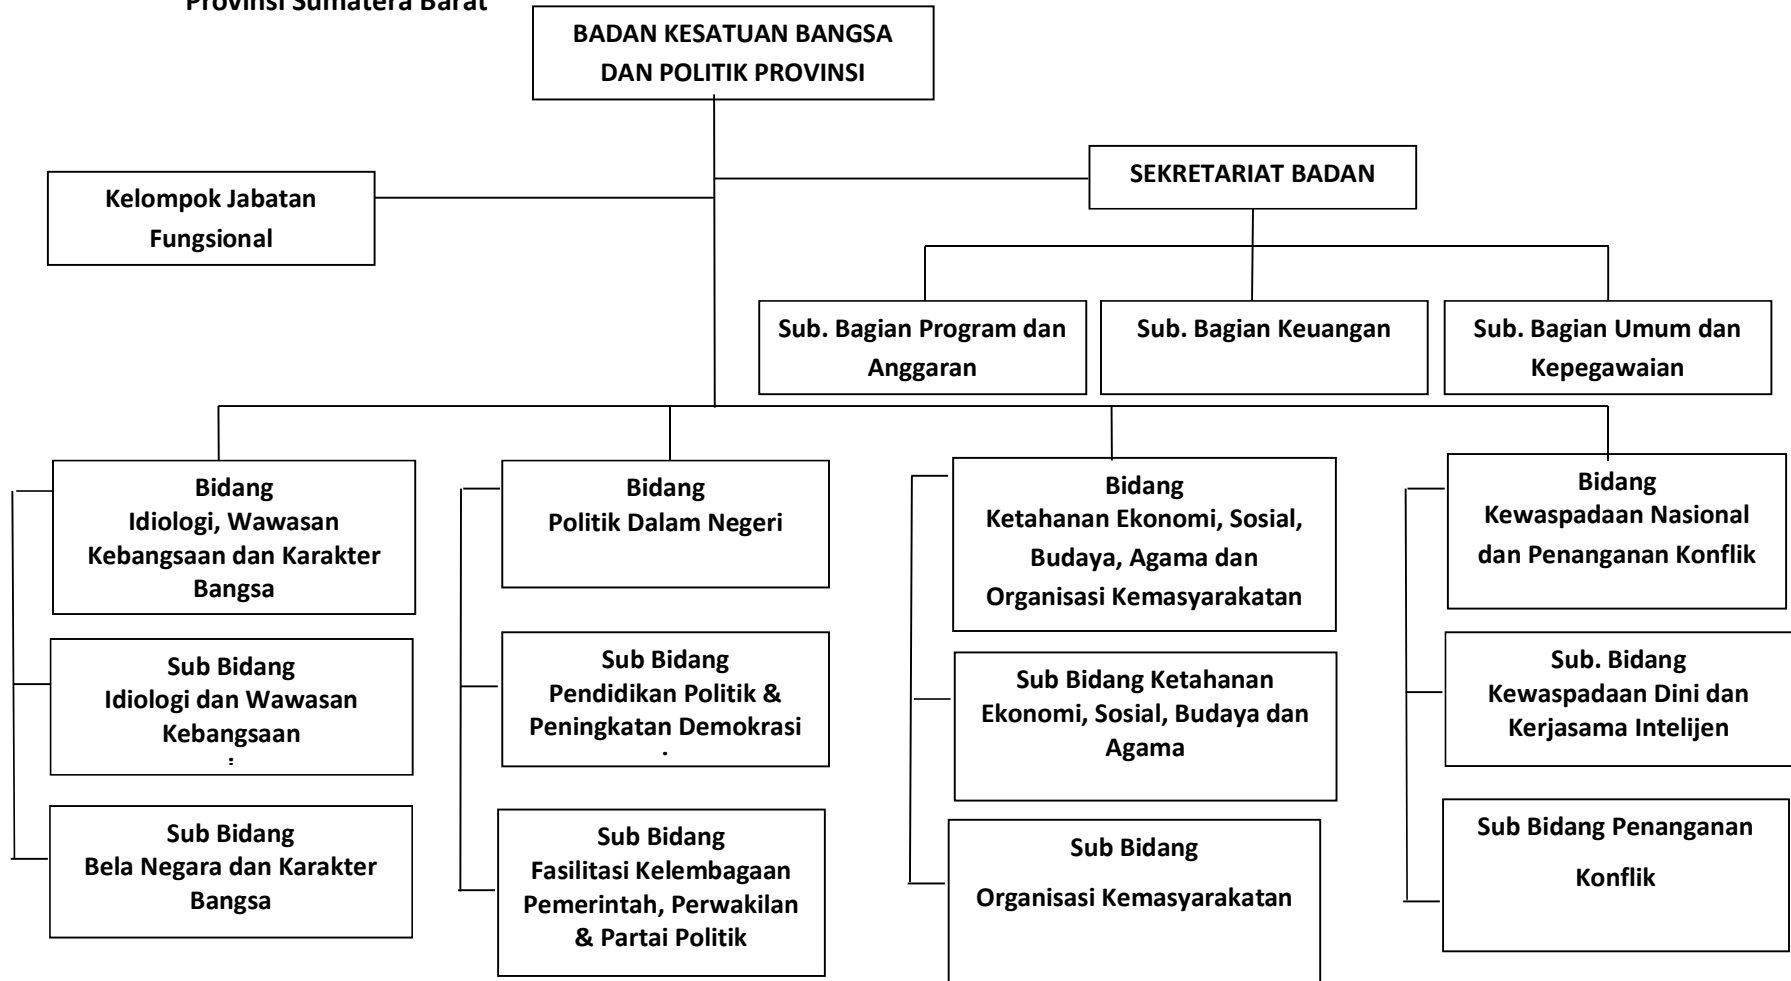 Provinsi Sumatera Barat
BADAN KESATUAN BANGSA
DAN POLITIK PROVINSI
SEKRETARIAT BADAN
Kelompok Jabatan
Fungsional
Sub. Bagian Program dan
Anggaran
Sub. Bagian Keuangan
Sub. Bagian Umum dan
Kepegawaian
Bidang
Idiologi, Wawasan
Kebangsaan dan Karakter
Bangsa
Bidang
Politik Dalam Negeri
Bidang
Ketahanan Ekonomi, Sosial,
Budaya, Agama dan
Organisasi Kemasyarakatan
Bidang
Kewaspadaan Nasional
dan Penanganan Konflik
Sub Bidang
Idiologi dan Wawasan
Kebangsaan
Sub Bidang
Pendidikan Politik &
Peningkatan Demokrasi
Sub Bidang Ketahanan
Ekonomi, Sosial, Budaya dan
Agama
Sub. Bidang
Kewaspadaan Dini dan
Kerjasama Intelijen
Sub Bidang
Bela Negara dan Karakter
Bangsa
Sub Bidang
Fasilitasi Kelembagaan
Pemerintah, Perwakilan
& Partai Politik
Sub Bidang
Organisasi Kemasyarakatan
Sub Bidang Penanganan
Konflik